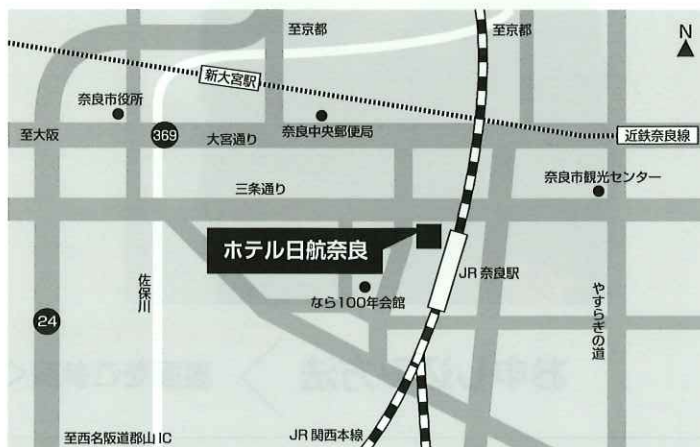 至京都
至京都
N
新大宮駅
奈良市役所
奈良中央郵便局
至大阪
369
大宮通り
近鉄奈良線
三条通り
奈良市観光センター
ホテル日航奈良
JR奈良駅
佐保川
なら100年会館
やすらぎの道
24
至西名阪道郡山IC
JR関西本線